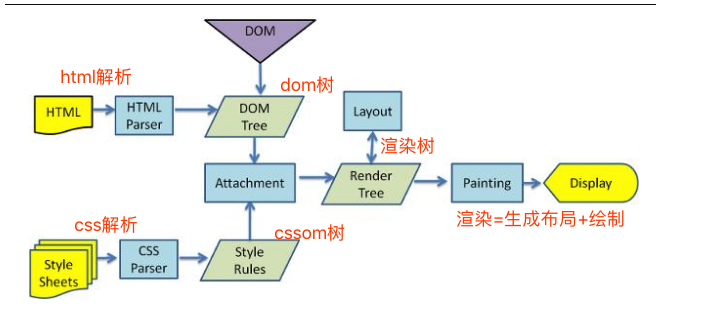 DOM
html解析
dom树
HTML
HTML
Parser
DOM
Tree
Layout
渲染树
Attachment
Render
Tree
Painting
Display
渲染=生成布局+绘制
css解析
cssom树
Style
Sheets
CSS
Parser
Style
Rules